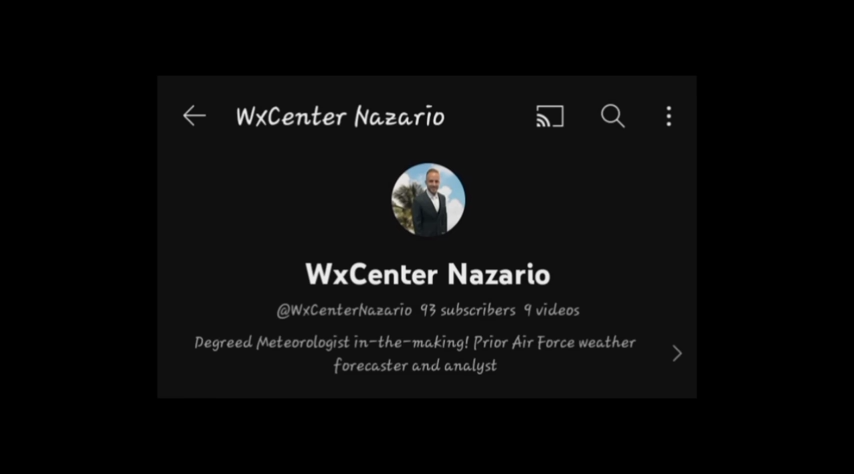 WxCenter Nazario
WxCenter Nazario
@WxCenterNazario 93 subscribers 9 videos
Degreed Meteorologist in-the-making! Prior Air Force weather
forecaster and analyst